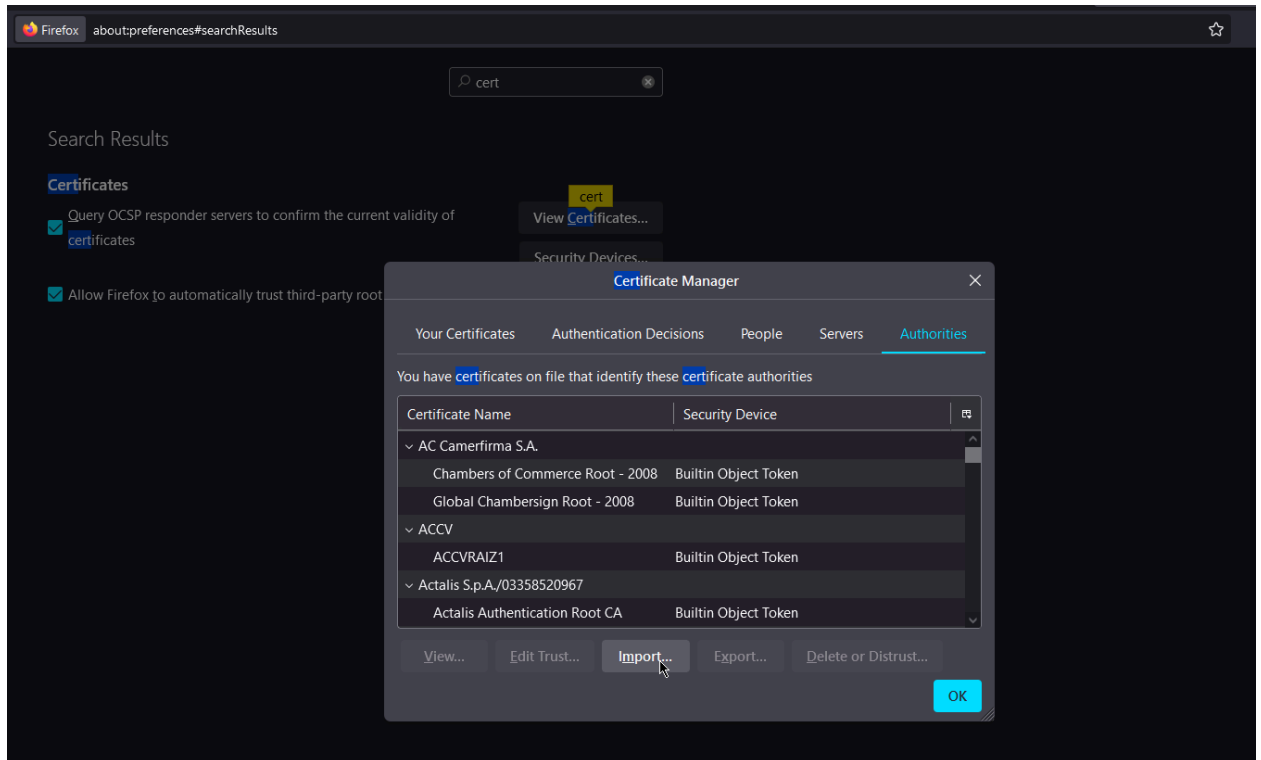 Firefox about:preferences#searchResults
cert
Search Results
Certificates
Query OCSP responder servers to confirm the current validity of
certificates
cert
View Certificates...
Security Devices...
Allow Firefox to automatically trust third-party root
Certificate Manager
Your Certificates Authentication Decisions People Servers Authorities
You have certificates on file that identify these certificate authorities
Certificate Name Security Device
AC Camerfirma S.A.
Chambers of Commerce Root - 2008 Builtin Object Token
Global Chambersign Root - 2008 Builtin Object Token
ACCV
ACCVRAIZ1 Builtin Object Token
Actalis S.p.A./03358520967
Actalis Authentication Root CA Builtin Object Token
View... Edit Trust... Import... Export... Delete or Distrust...
OK